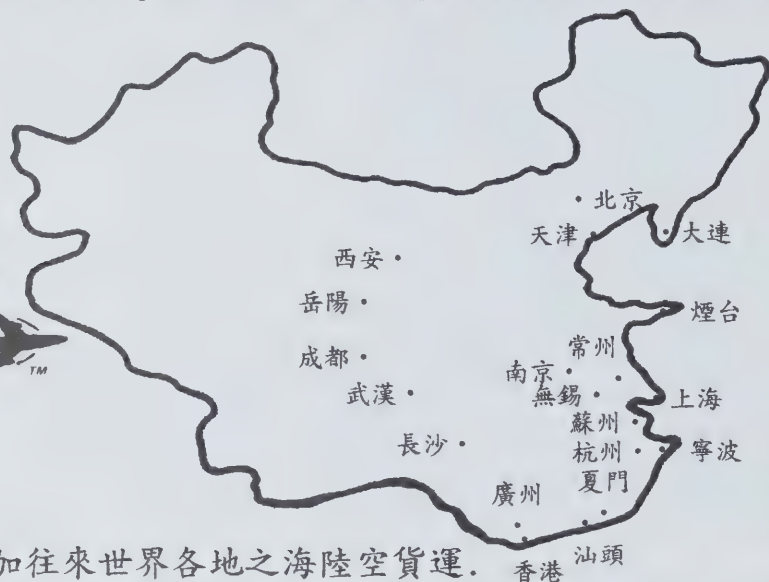 北京
天津
大連
西安
岳陽
煙台
常州
成都
南京
無錫
武漢
上海
蘇州
長沙
杭州
寧波
夏門
廣州
加往來世界各地之海陸空貨運.
汕頭
香港
TM